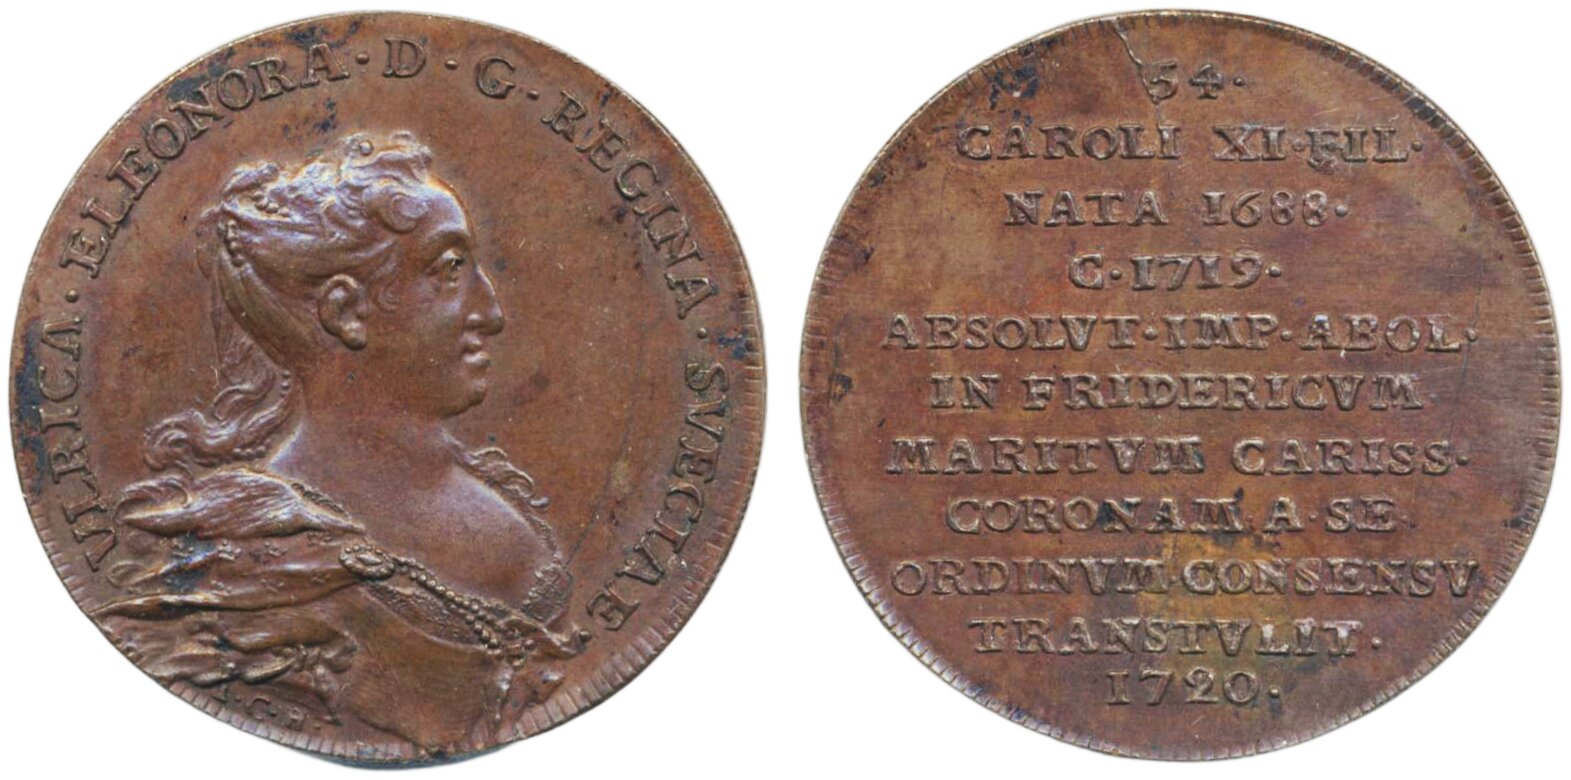 VLRICA · ELEONORA · D · G · REGINA · SVECIAE ·
I · C · H ·
54 ·
CAROLI XI · FIL ·
NATA 1688 ·
C · 1719 ·
ABSOLVT · IMP · ABOL ·
IN FRIDERICVM
MARITVM CARISS ·
CORONAM A · SE
ORDINVM · CONSENSV
TRANSTVLIT ·
1720 ·